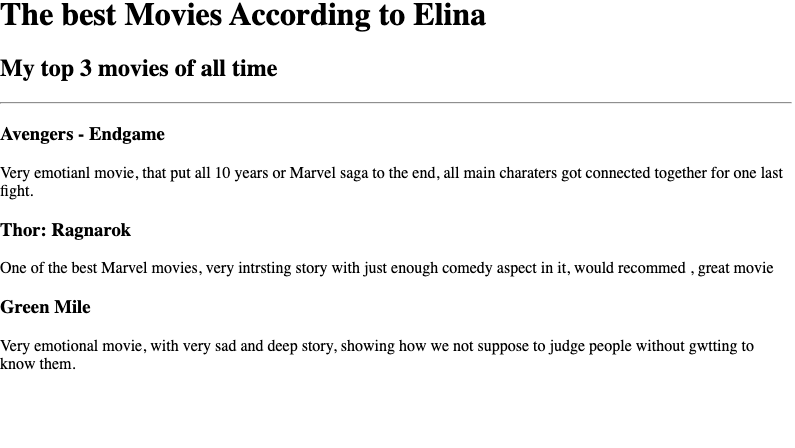 The best Movies According to Elina
My top 3 movies of all time
Avengers - Endgame
Very emotianl movie, that put all 10 years or Marvel saga to the end, all main charaters got connected together for one last
fight.
Thor: Ragnarok
One of the best Marvel movies, very intrsting story with just enough comedy aspect in it, would recommed , great movie
Green Mile
Very emotional movie, with very sad and deep story, showing how we not suppose to judge people without gwtting to
know them.